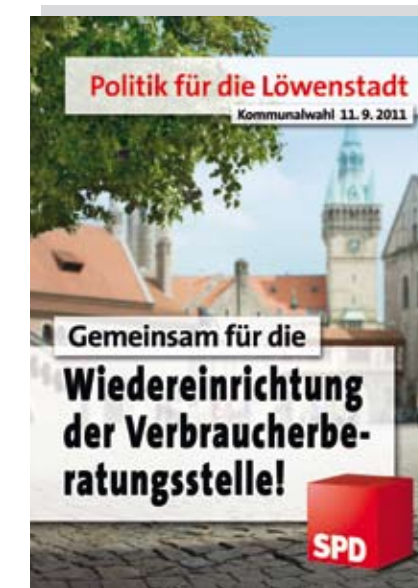 Politik für die Löwenstadt
Kommunalwahl 11. 9. 2011
Gemeinsam für die
Wiedereinrichtung
der Verbraucherbe-
ratungsstelle!
SPD